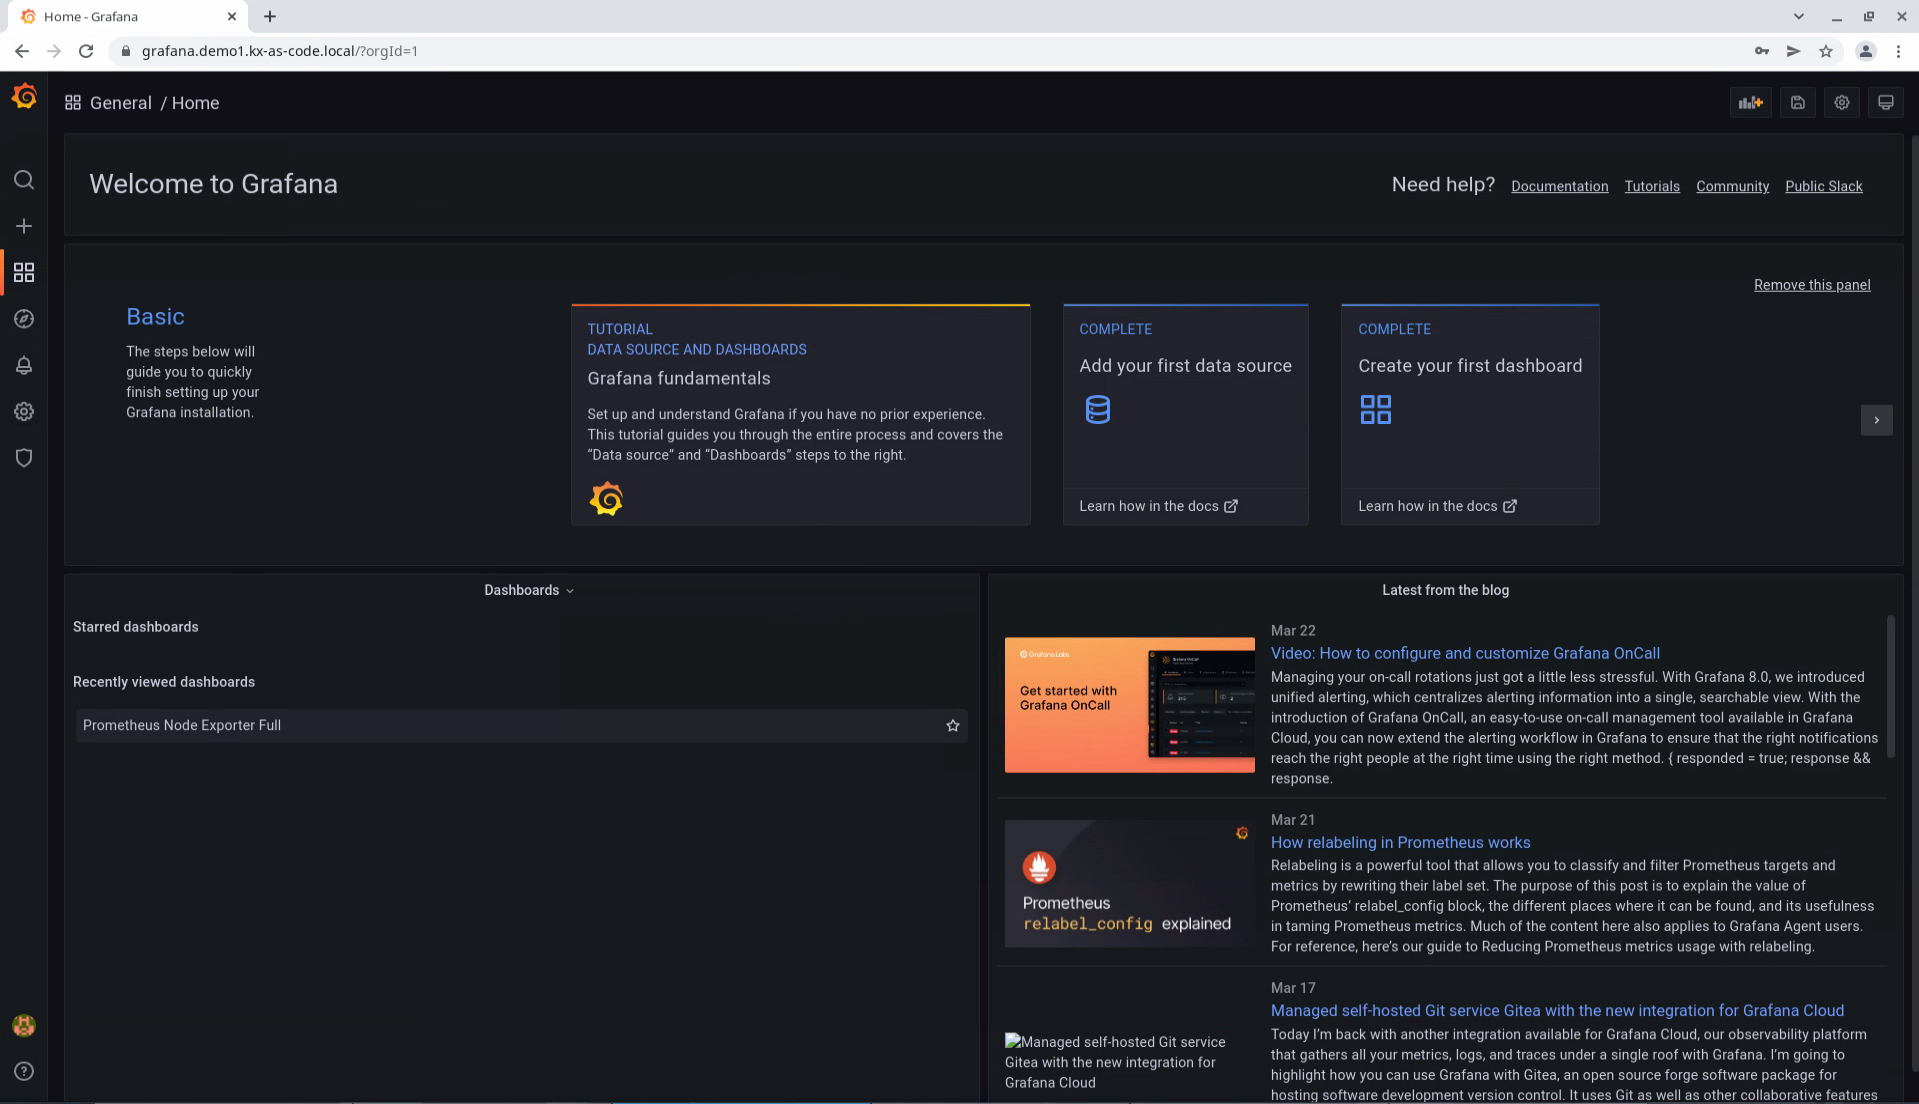 Home - Grafana
grafana.demo1.kx-as-code.local/?orgId=1
General / Home
Welcome to Grafana
Need help? Documentation Tutorials Community Public Slack
Remove this panel
Basic
The steps below will
guide you to quickly
finish setting up your
Grafana installation.
TUTORIAL
DATA SOURCE AND DASHBOARDS
Grafana fundamentals
Set up and understand Grafana if you have no prior experience.
This tutorial guides you through the entire process and covers the
“Data source” and “Dashboards” steps to the right.
COMPLETE
Add your first data source
Learn how in the docs
COMPLETE
Create your first dashboard
Learn how in the docs
Dashboards
Starred dashboards
Recently viewed dashboards
Prometheus Node Exporter Full
Latest from the blog
Grafana Labs
Get started with
Grafana OnCall
Mar 22
Video: How to configure and customize Grafana OnCall
Managing your on-call rotations just got a little less stressful. With Grafana 8.0, we introduced
unified alerting, which centralizes alerting information into a single, searchable view. With the
introduction of Grafana OnCall, an easy-to-use on-call management tool available in Grafana
Cloud, you can now extend the alerting workflow in Grafana to ensure that the right notifications
reach the right people at the right time using the right method. { responded = true; response &&
response.
Prometheus
relabel_config explained
Mar 21
How relabeling in Prometheus works
Relabeling is a powerful tool that allows you to classify and filter Prometheus targets and
metrics by rewriting their label set. The purpose of this post is to explain the value of
Prometheus’ relabel_config block, the different places where it can be found, and its usefulness
in taming Prometheus metrics. Much of the content here also applies to Grafana Agent users.
For reference, here’s our guide to Reducing Prometheus metrics usage with relabeling.
Managed self-hosted Git service
Gitea with the new integration for
Grafana Cloud
Mar 17
Managed self-hosted Git service Gitea with the new integration for Grafana Cloud
Today I’m back with another integration available for Grafana Cloud, our observability platform
that gathers all your metrics, logs, and traces under a single roof with Grafana. I’m going to
highlight how you can use Grafana with Gitea, an open source forge software package for
hosting software development version control. It uses Git as well as other collaborative features